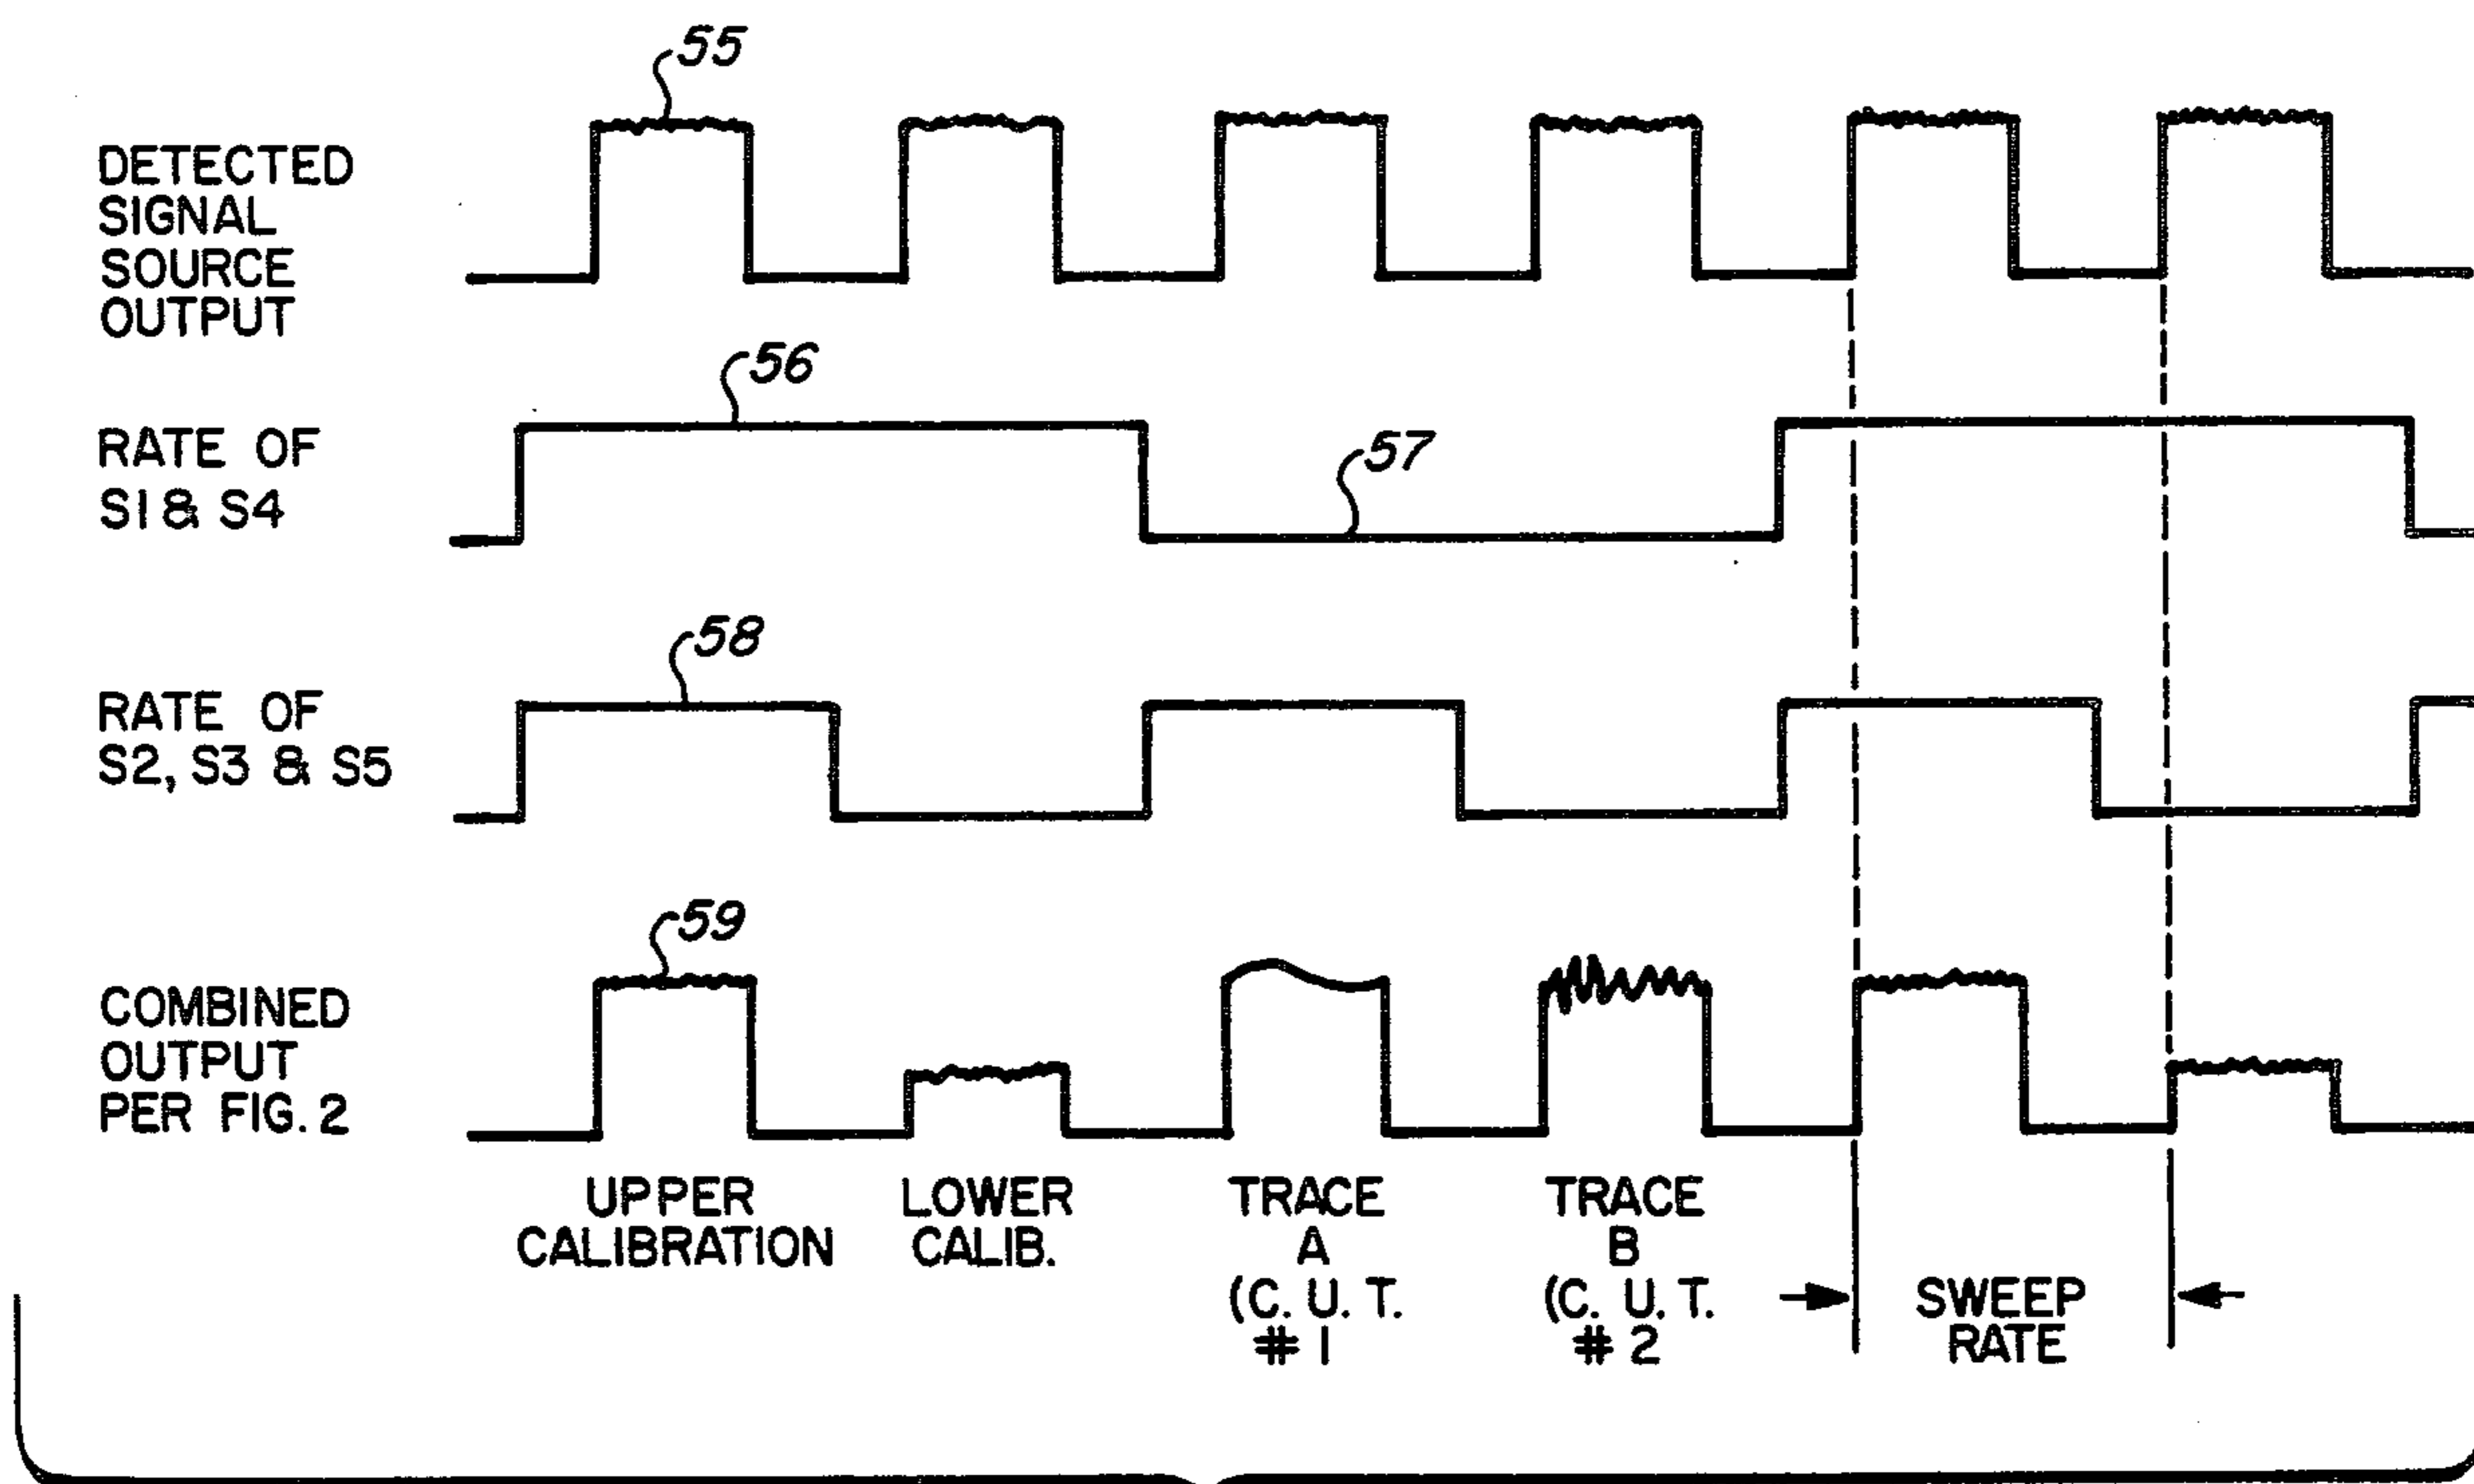 55
DETECTED
SIGNAL
SOURCE
OUTPUT
56
RATE OF
S1 & S4
57
58
RATE OF
S2, S3 & S5
59
COMBINED
OUTPUT
PER FIG. 2
UPPER
CALIBRATION
LOWER
CALIB.
TRACE
A
(C. U. T.
# 1
TRACE
B
(C. U. T.
# 2
SWEEP
RATE